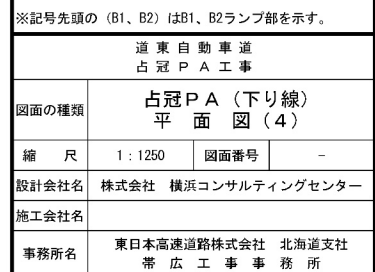 ※記号先頭の（B1、B2）はB1、B2ランプ部を示す。
道東自動車道
占冠ＰＡ工事
図面の種類
占冠ＰＡ（下り線）
平面図（4）
縮尺 1：1250 図面番号 －
設計会社名 株式会社 横浜コンサルティングセンター
施工会社名
事務所名
東日本高速道路株式会社 北海道支社
帯広工事事務所